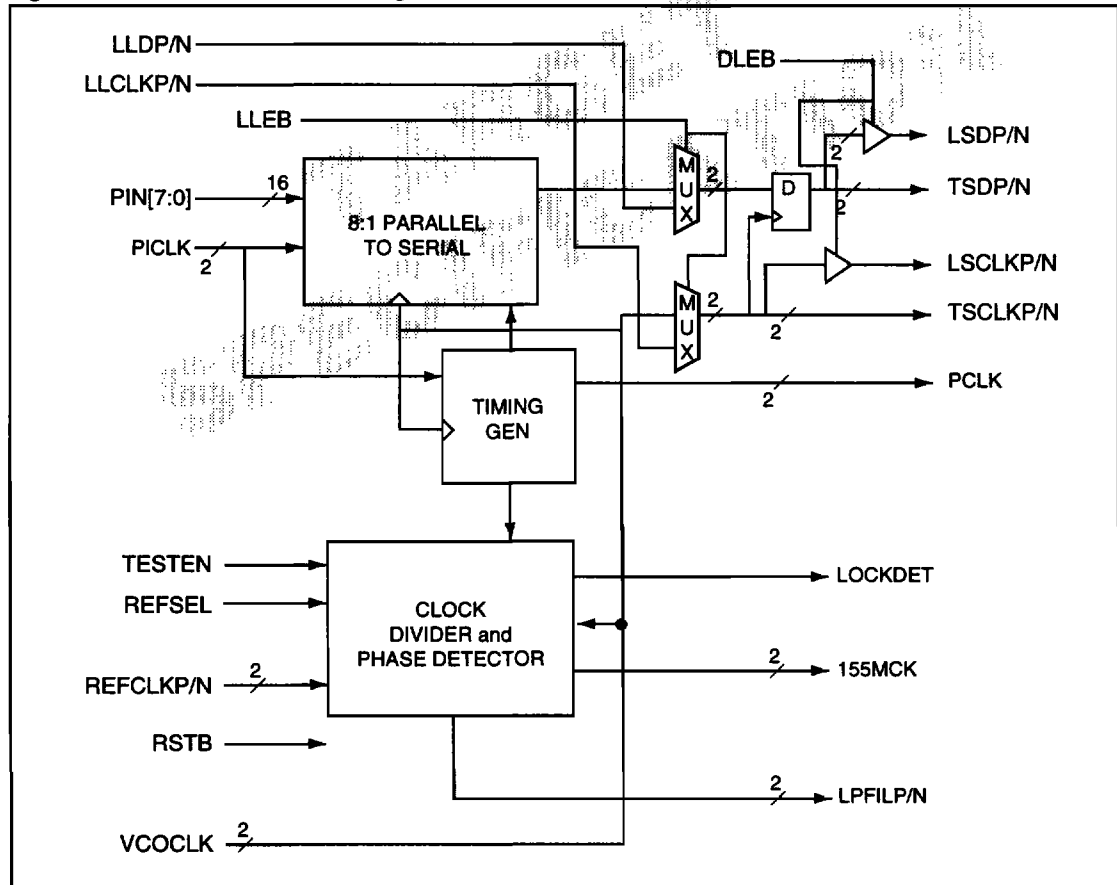 LLDP/N
LLCLKP/N
LLEB
DLEB
PIN[7:0]
16
PICLK
2
8:1 PARALLEL
TO SERIAL
MUX
2
D
2
LSDP/N
2
TSDP/N
LSCLKP/N
MUX
2
2
TSCLKP/N
TIMING
GEN
2
PCLK
TESTEN
REFSEL
REFCLKP/N
2
RSTB
VCOCLK
2
CLOCK
DIVIDER and
PHASE DETECTOR
LOCKDET
2
155MCK
2
LPFILP/N